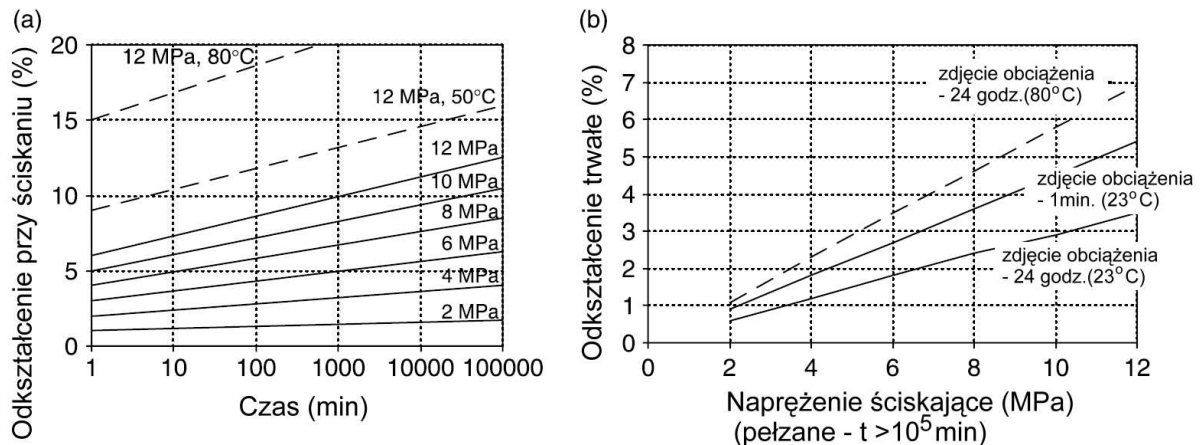 (a)
Odkształcenie przy ściskaniu (%)
20
15
10
5
0
12 MPa, 80°C
12 MPa, 50°C
12 MPa
10 MPa
8 MPa
6 MPa
4 MPa
2 MPa
1 10 100 1000 10000 100000
Czas (min)
(b)
Odkształcenie trwałe (%)
8
7
6
5
4
3
2
1
0
zdjęcie obciążenia
- 24 godz.(80°C)
zdjęcie obciążenia
- 1min. (23°C)
zdjęcie obciążenia
- 24 godz.(23°C)
0 2 4 6 8 10 12
Naprężenie ściskające (MPa)
(pełzane - t >10⁵ min)